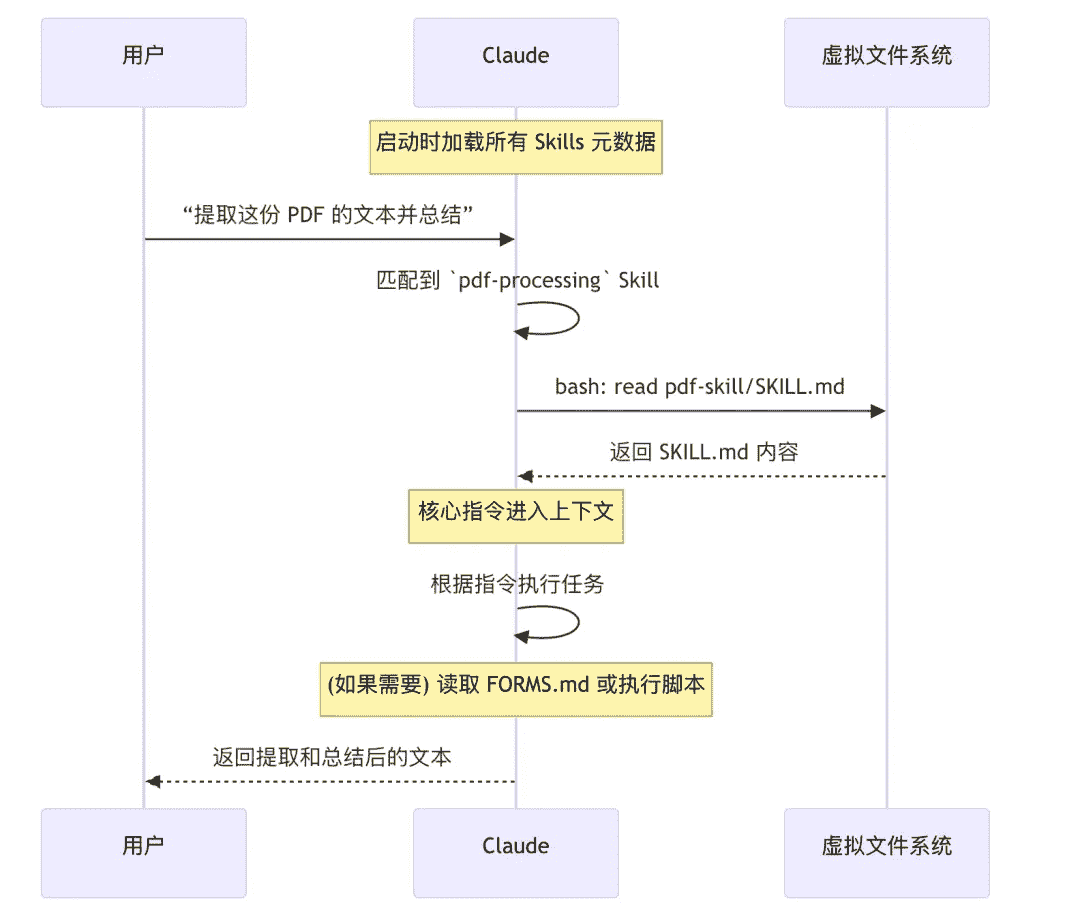 用户
Claude
虚拟文件系统
启动时加载所有 Skills 元数据
“提取这份 PDF 的文本并总结”
匹配到 `pdf-processing` Skill
bash: read pdf-skill/SKILL.md
返回 SKILL.md 内容
核心指令进入上下文
根据指令执行任务
(如果需要) 读取 FORMS.md 或执行脚本
返回提取和总结后的文本
用户
Claude
虚拟文件系统